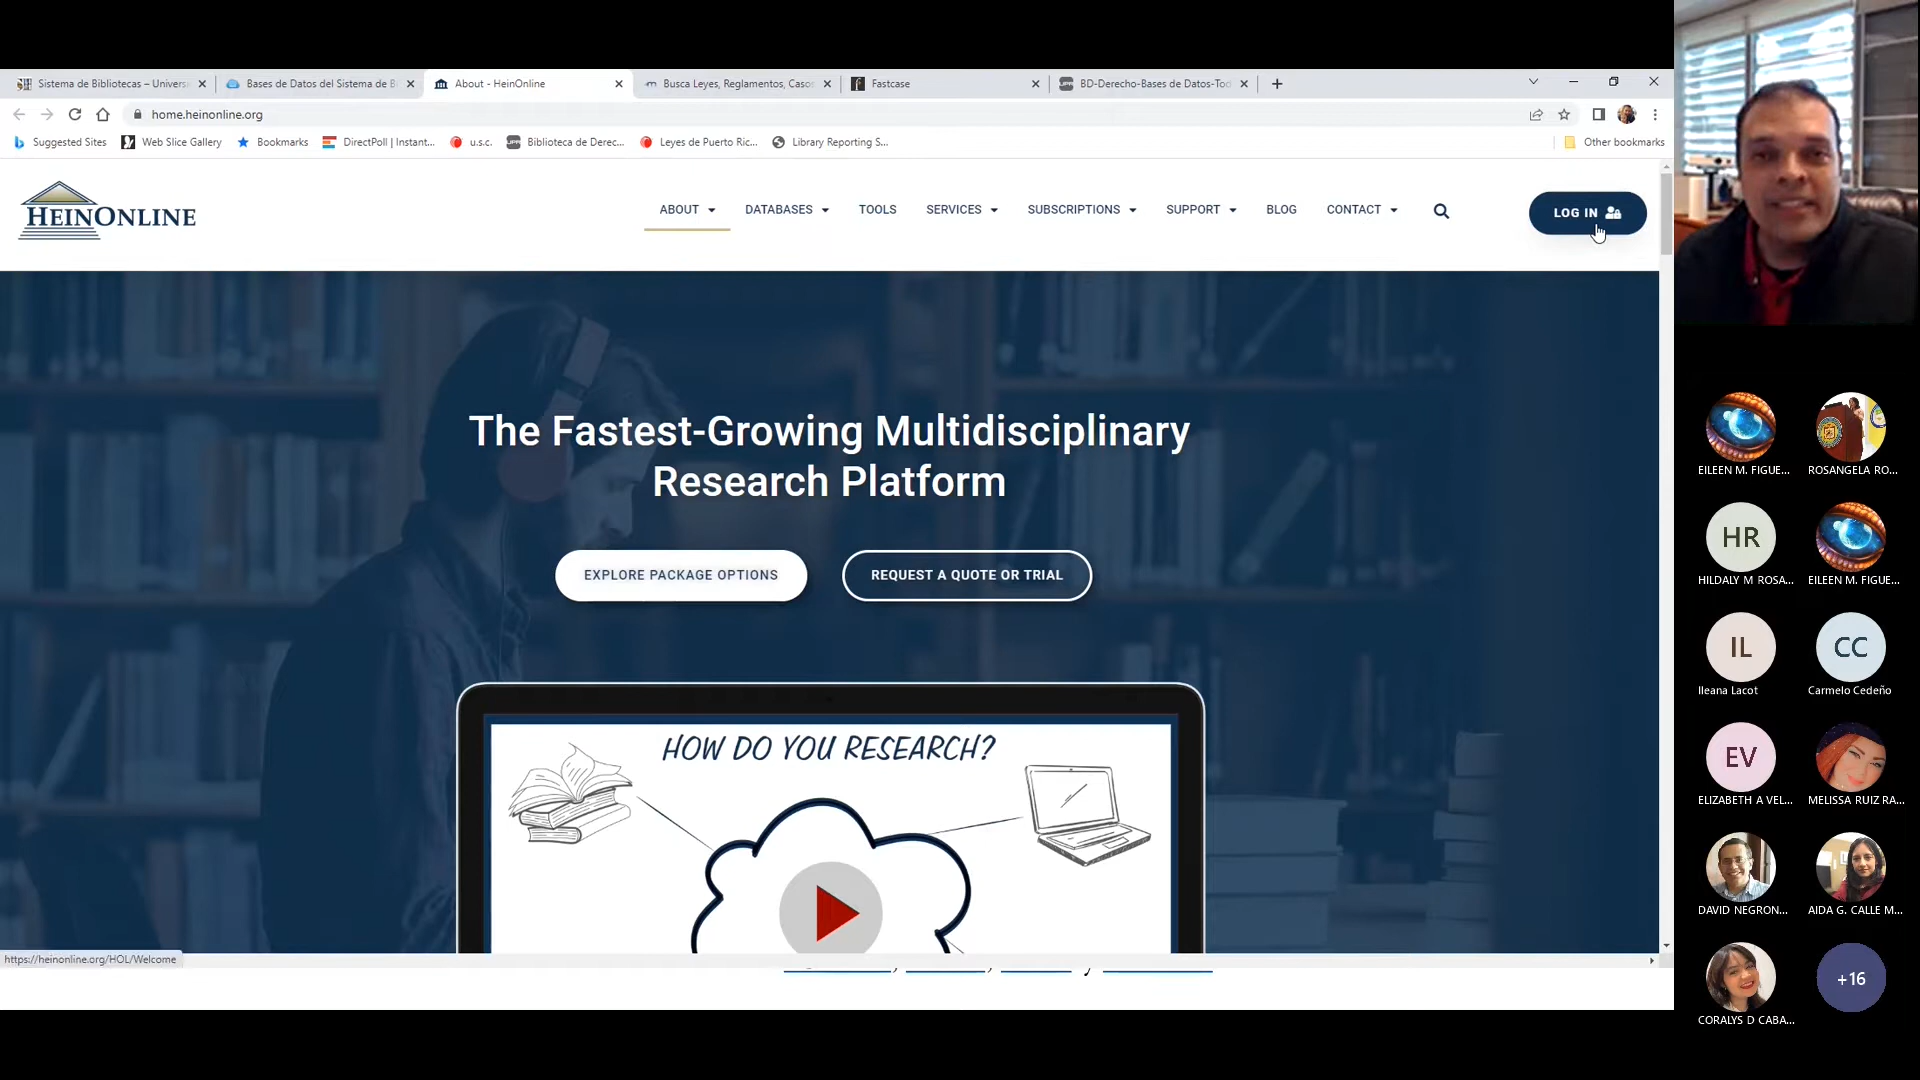 Sistema de Bibliotecas – Universi
Bases de Datos del Sistema de B
About - HeinOnline
Busca Leyes, Reglamentos, Casos
Fastcase
BD-Derecho-Bases de Datos-Tod
home.heinonline.org
Suggested Sites
Web Slice Gallery
Bookmarks
DirectPoll | Instant...
u.s.c.
Biblioteca de Derec...
Leyes de Puerto Ric...
Library Reporting S...
Other bookmarks
HEINONLINE
ABOUT
DATABASES
TOOLS
SERVICES
SUBSCRIPTIONS
SUPPORT
BLOG
CONTACT
LOG IN
The Fastest-Growing Multidisciplinary
Research Platform
EXPLORE PACKAGE OPTIONS
REQUEST A QUOTE OR TRIAL
HOW DO YOU RESEARCH?
https://heinonline.org/HOL/Welcome
EILEEN M. FIGUE...
ROSANGELA RO...
HR
HILDALY M ROSA...
EILEEN M. FIGUE...
IL
Ileana Lacot
CC
Carmelo Cedeño
EV
ELIZABETH A VEL...
MELISSA RUIZ RA...
DAVID NEGRON...
AIDA G. CALLE M...
CORALYS D CABA...
+16